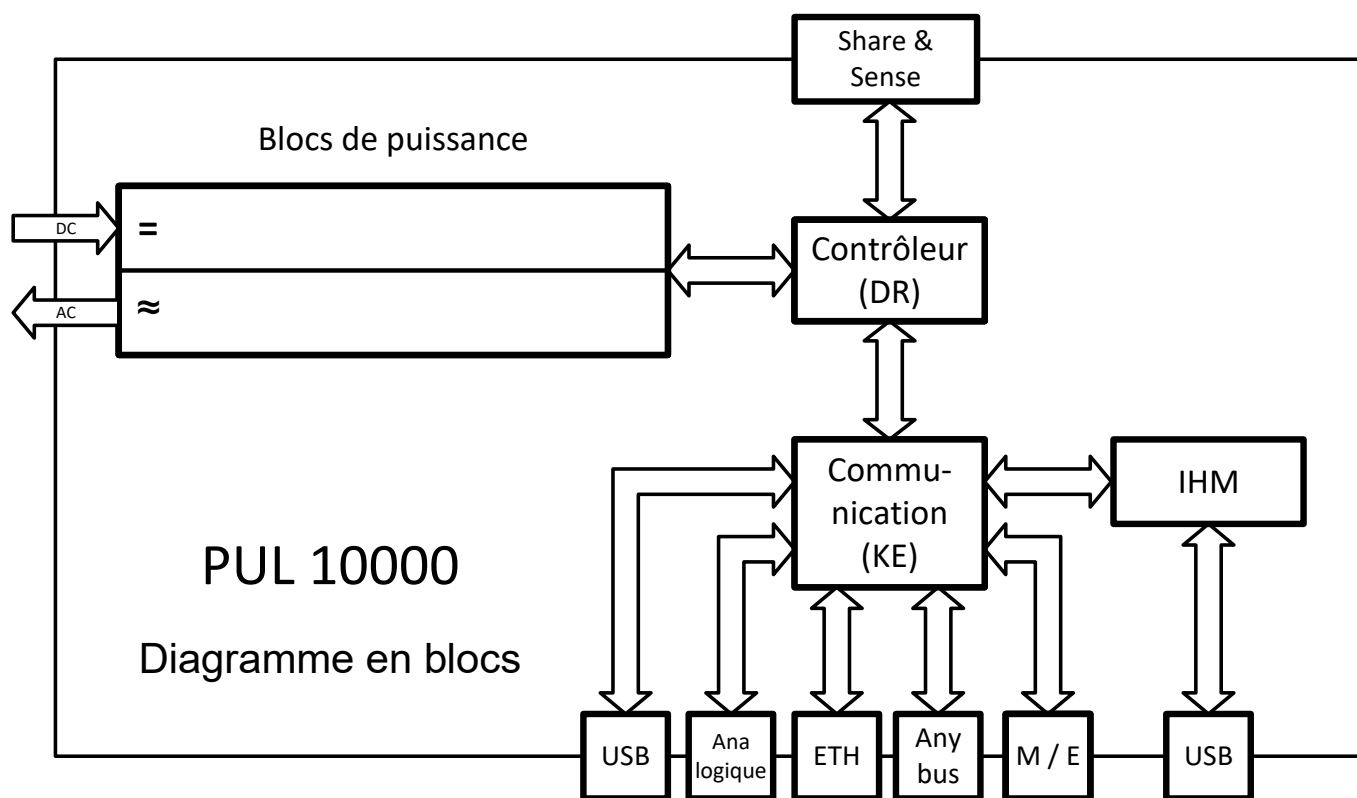 Share &
Sense
Blocs de puissance
DC
=
AC
≈
Contrôleur
(DR)
Commu-
nication
(KE)
IHM
PUL 10000
Diagramme en blocs
USB
Ana
logique
ETH
Any
bus
M / E
USB